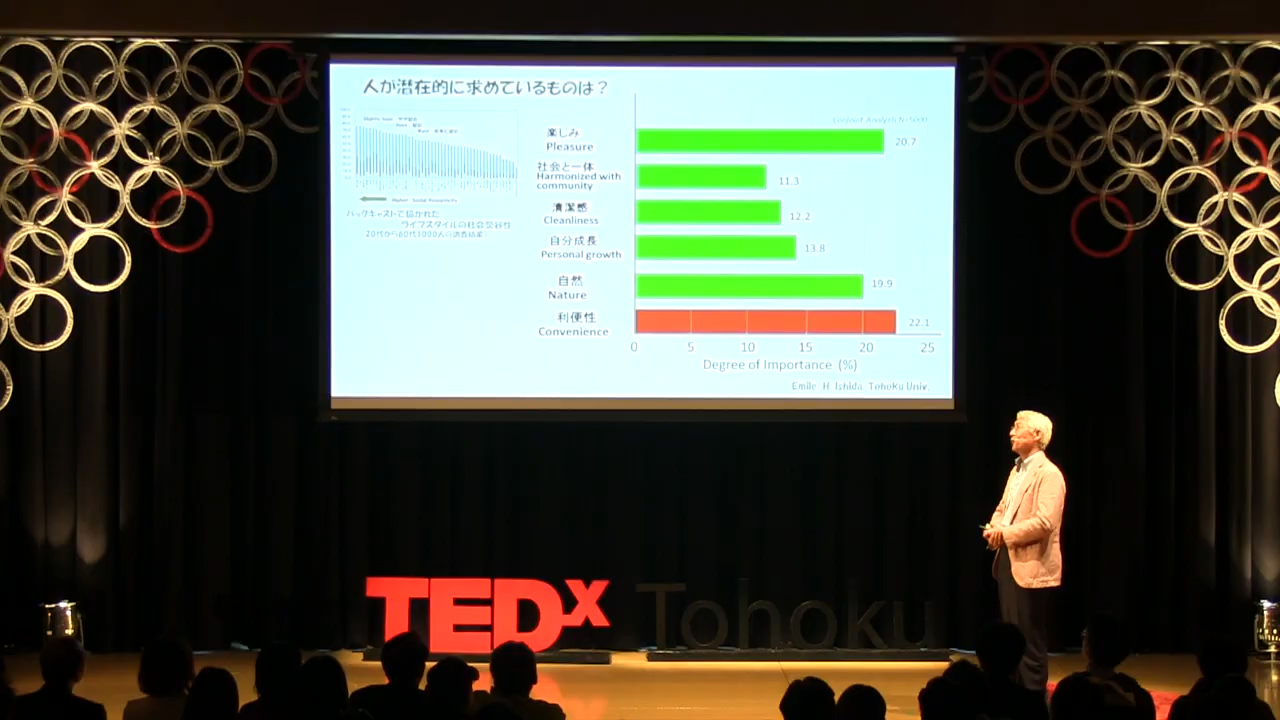 人が潜在的に求めているものは？
バックキャストで描かれた
ライフスタイルの社会受容性
20代から60代1000人の調査結果
楽しみ
Pleasure
20.7
社会と一体
Harmonized with
community
11.3
清潔感
Cleanliness
12.2
自分成長
Personal growth
13.8
自然
Nature
19.9
利便性
Convenience
22.1
0 5 10 15 20 25
Degree of Importance (%)
Emile H. Ishida Tohoku Univ.
TEDx Tohoku